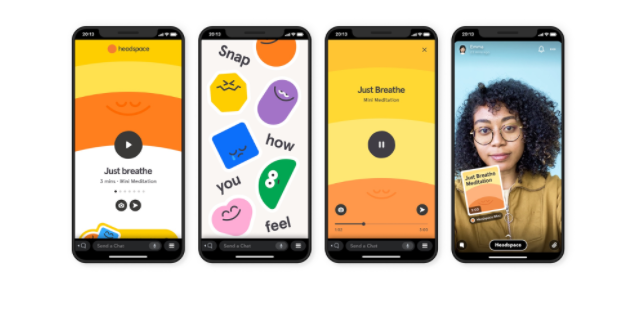 20:13
headspace
Just breathe
2 mins · Mini Meditation
Send a Chat
20:13
Snap
how
you
feel
Send a Chat
20:13
Just Breathe
Mini Meditation
Send a Chat
20:13
Just Breathe
Meditation
Headspace